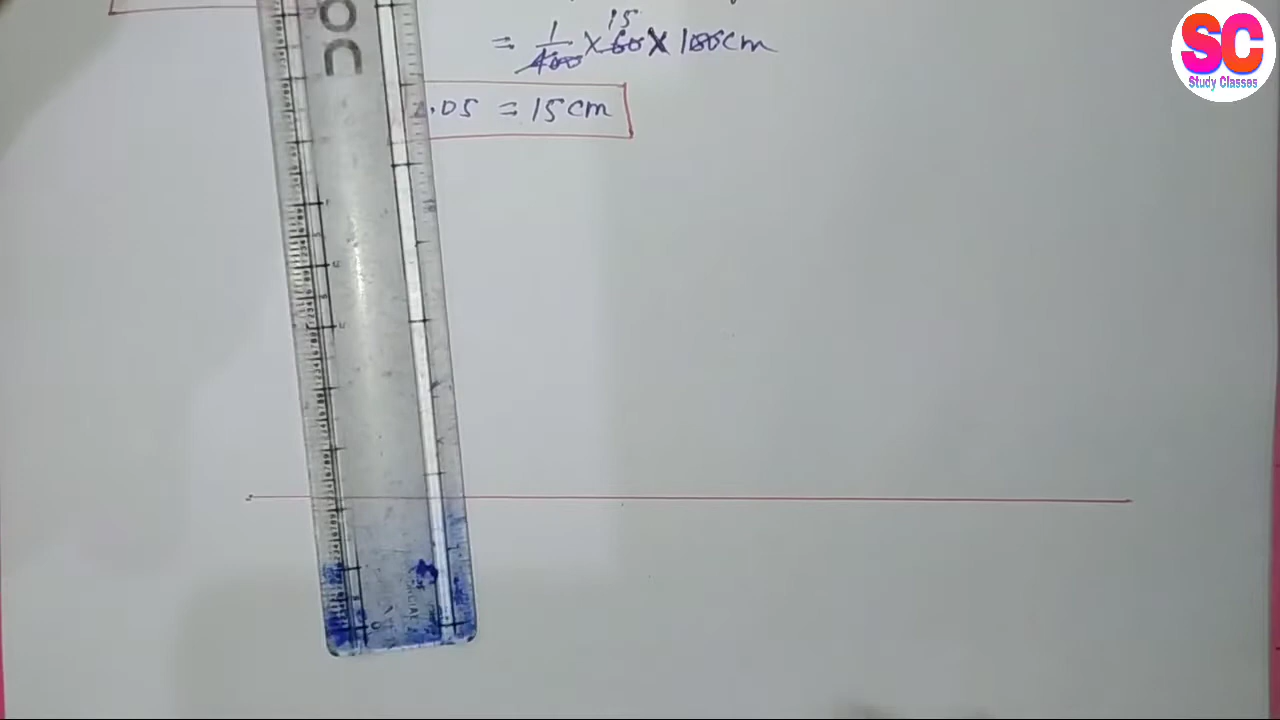 = 1/400 × 60 × 100cm
15
.05 = 15cm
SC
Study Classes